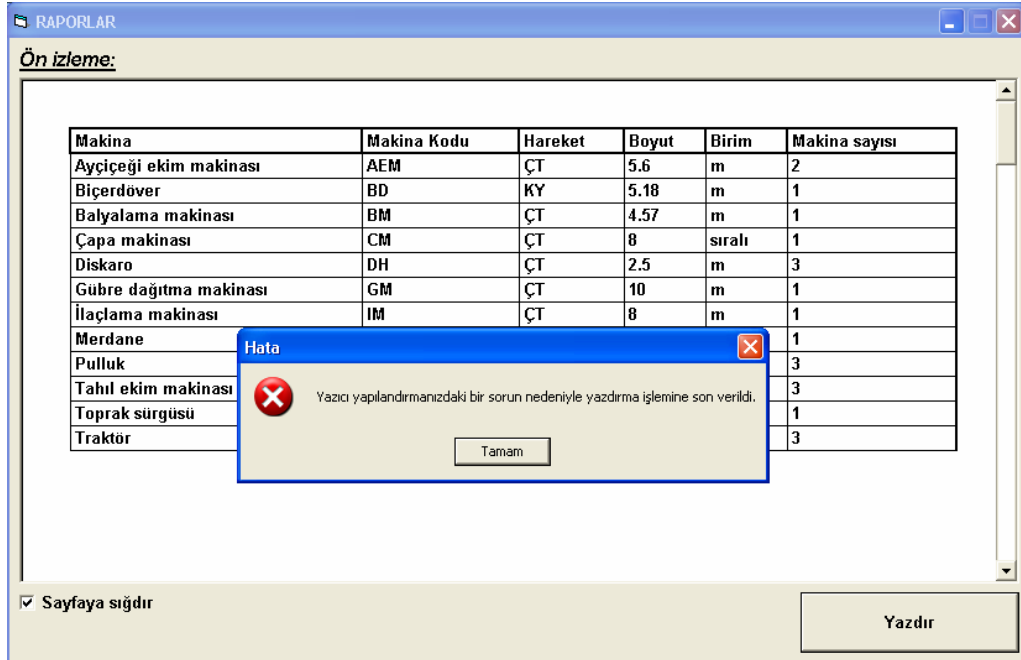 RAPORLAR
Ön izleme:
Makina Makina Kodu Hareket Boyut Birim Makina sayısı
Ayçiçeği ekim makinası AEM ÇT 5.6 m 2
Biçerdöver BD KY 5.18 m 1
Balyalama makinası BM ÇT 4.57 m 1
Çapa makinası CM ÇT 8 sıralı 1
Diskaro DH ÇT 2.5 m 3
Gübre dağıtma makinası GM ÇT 10 m 1
İlaçlama makinası IM ÇT 8 m 1
Merdane 1
Pulluk 3
Tahıl ekim makinası 3
Toprak sürgüsü 1
Traktör 3
Hata
Yazıcı yapılandırmanızdaki bir sorun nedeniyle yazdırma işlemine son verildi.
Tamam
Sayfaya sığdır
Yazdır